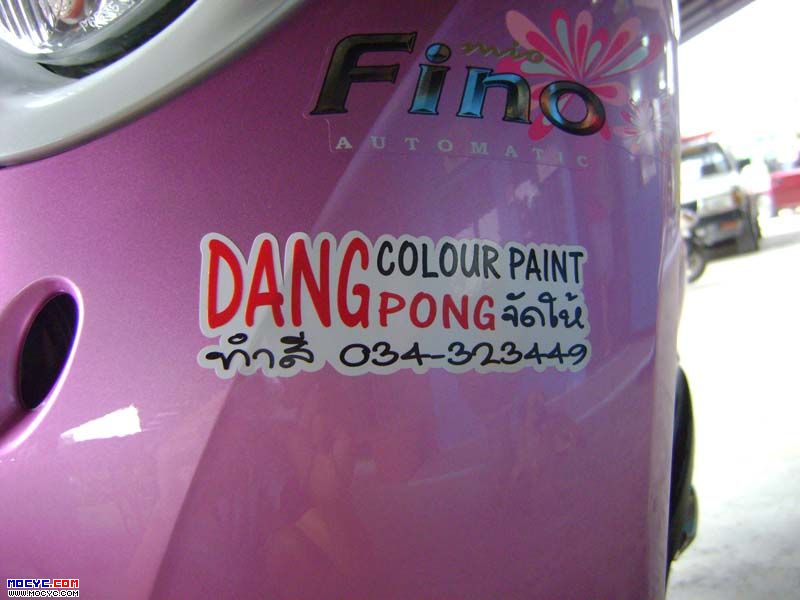 mio
Fino
AUTOMATIC
DANG COLOUR PAINT
PONG จัดให้
ทำสี 034-323449
MOCYC.COM
WWW.MOCYC.COM